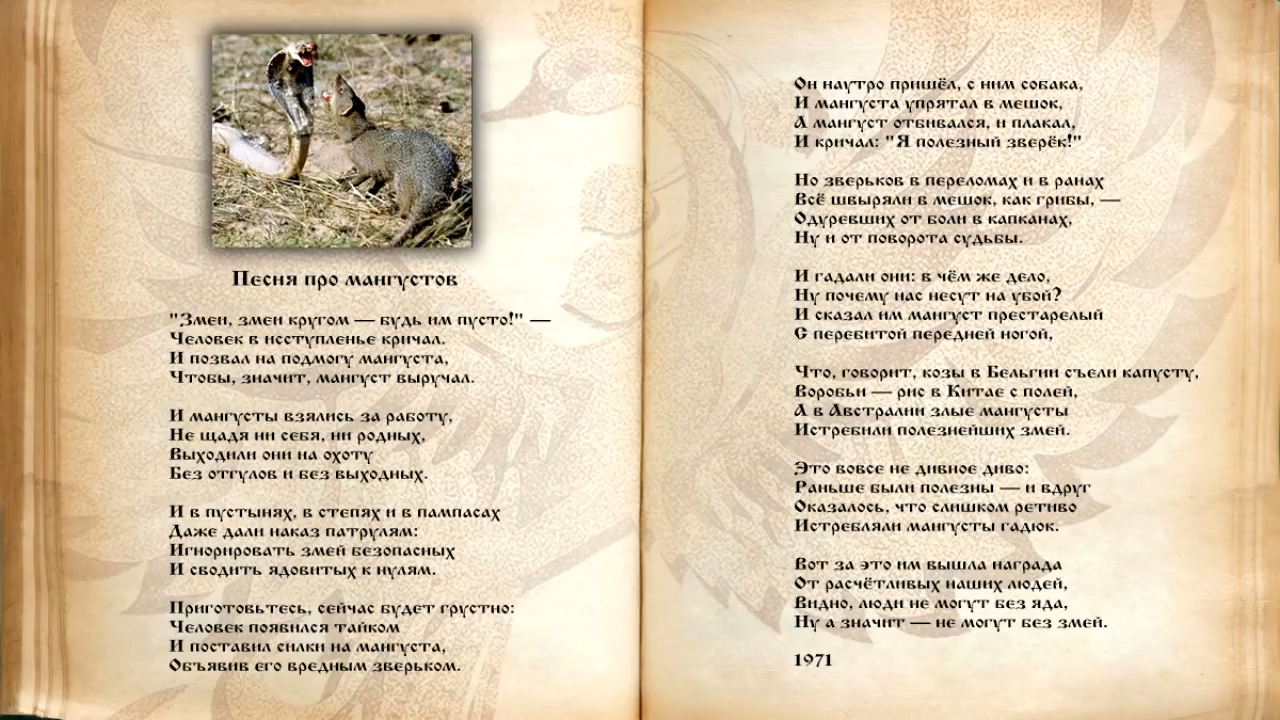 Песня про мангустов
"Змеи, змеи кругом — будь им пусто!" —
Человек в исступленье кричал.
И позвал на подмогу мангуста,
Чтобы, значит, мангуст выручал.
И мангусты взялись за работу,
Не щадя ни себя, ни родных,
Выходили они на охоту
Без отгулов и без выходных.
И в пустынях, в степях и в пампасах
Даже дали наказ патрулям:
Игнорировать змей безопасных
И сводить ядовитых к нулям.
Приготовьтесь, сейчас будет грустно:
Человек появился тайком
И поставил силки на мангуста,
Объявив его вредным зверьком.
Он наутро пришёл, с ним собака,
И мангуста упрятал в мешок,
А мангуст отбивался, и плакал,
И кричал: "Я полезный зверёк!"
Но зверьков в переломах и в ранах
Всё швыряли в мешок, как грибы, —
Одуревших от боли в капканах,
Ну и от поворота судьбы.
И гадали они: в чём же дело,
Ну почему нас несут на убой?
И сказал им мангуст престарелый
С перебитой передней ногой,
Что, говорит, козы в Бельгии съели капусту,
Воробьи — рис в Китае с полей,
А в Австралии злые мангусты
Истребили полезнейших змей.
Это вовсе не дивное диво:
Раньше были полезны — и вдруг
Оказалось, что слишком ретиво
Истребляли мангусты гадюк.
Вот за это им вышла награда
От расчётливых наших людей,
Видно, люди не могут без яда,
Ну а значит — не могут без змей.
1971